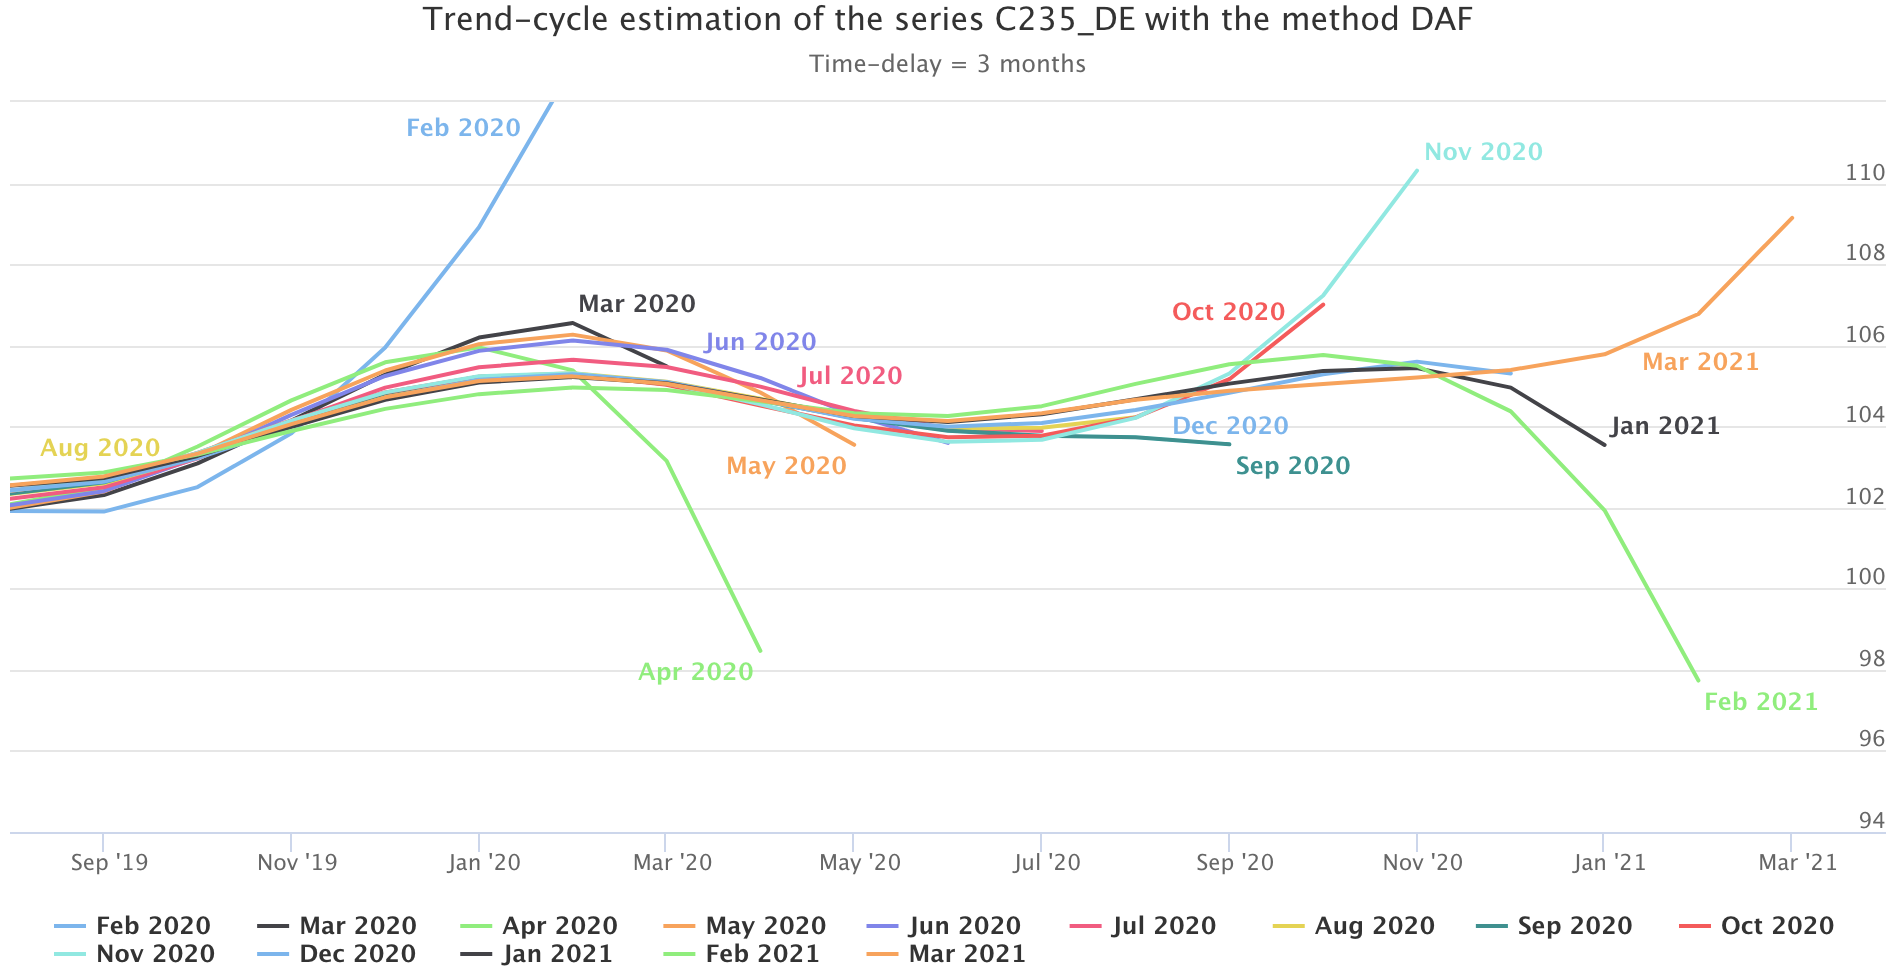 Trend-cycle estimation of the series C235_DE with the method DAF
Time-delay = 3 months
Feb 2020
Nov 2020
110
108
Mar 2020
Oct 2020
Jun 2020
106
Mar 2021
Jul 2020
104
Dec 2020
Jan 2021
Aug 2020
May 2020
Sep 2020
102
100
98
Apr 2020
Feb 2021
96
94
Sep '19 Nov '19 Jan '20 Mar '20 May '20 Jul '20 Sep '20 Nov '20 Jan '21 Mar '21
Feb 2020 Mar 2020 Apr 2020 May 2020 Jun 2020 Jul 2020 Aug 2020 Sep 2020 Oct 2020
Nov 2020 Dec 2020 Jan 2021 Feb 2021 Mar 2021